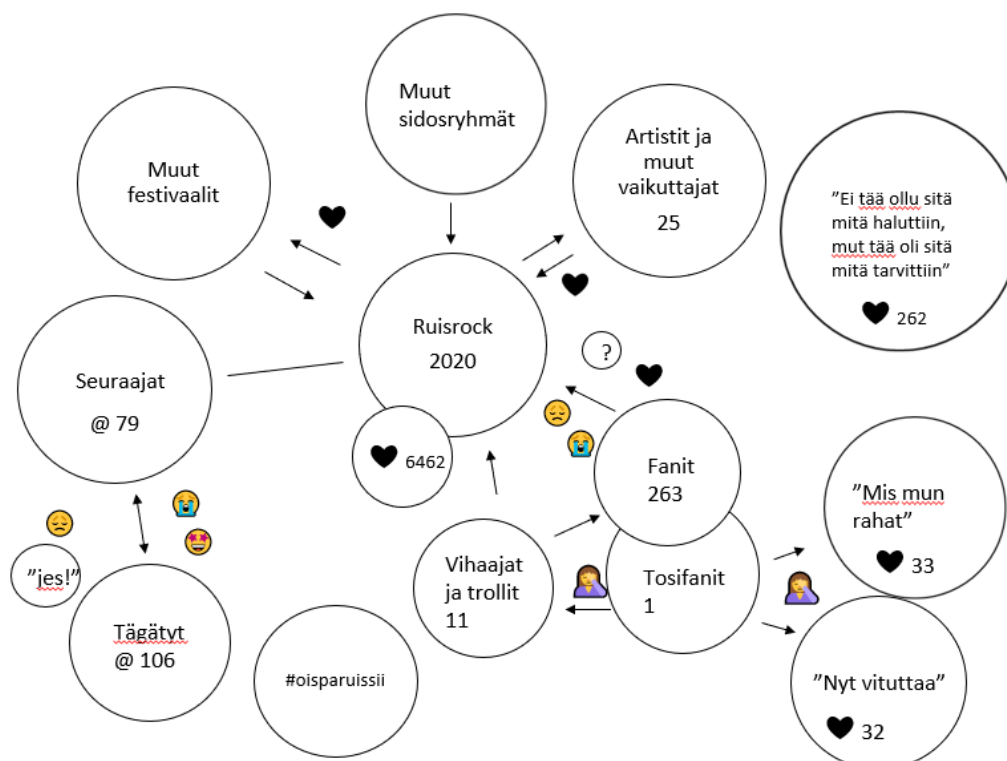 Muut
sidosryhmät
Muut
festivaalit
Artistit ja
muut
vaikuttajat
25
"Ei tää ollu sitä
mitä haluttiin,
mut tää oli sitä
mitä tarvittiin"
262
Ruisrock
2020
6462
?
Seuraajat
@ 79
Fanit
263
"Mis mun
rahat"
33
Vihaajat
ja trollit
11
Tosifanit
1
"jes!"
Tägätyt
@ 106
#oisparuissii
"Nyt vituttaa"
32